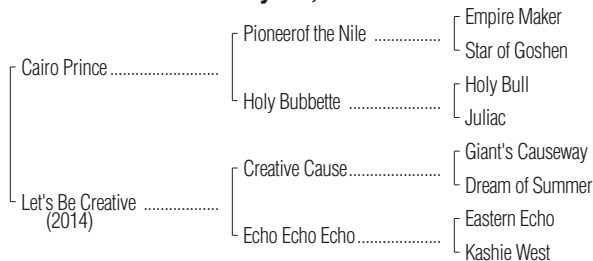 Empire Maker
Pioneerof the Nile ................
Star of Goshen
Cairo Prince..........................
Holy Bull
Holy Bubbette ......................
Juliac
Giant's Causeway
Creative Cause......................
Dream of Summer
Let's Be Creative ..................
(2014)
Eastern Echo
Echo Echo Echo....................
Kashie West